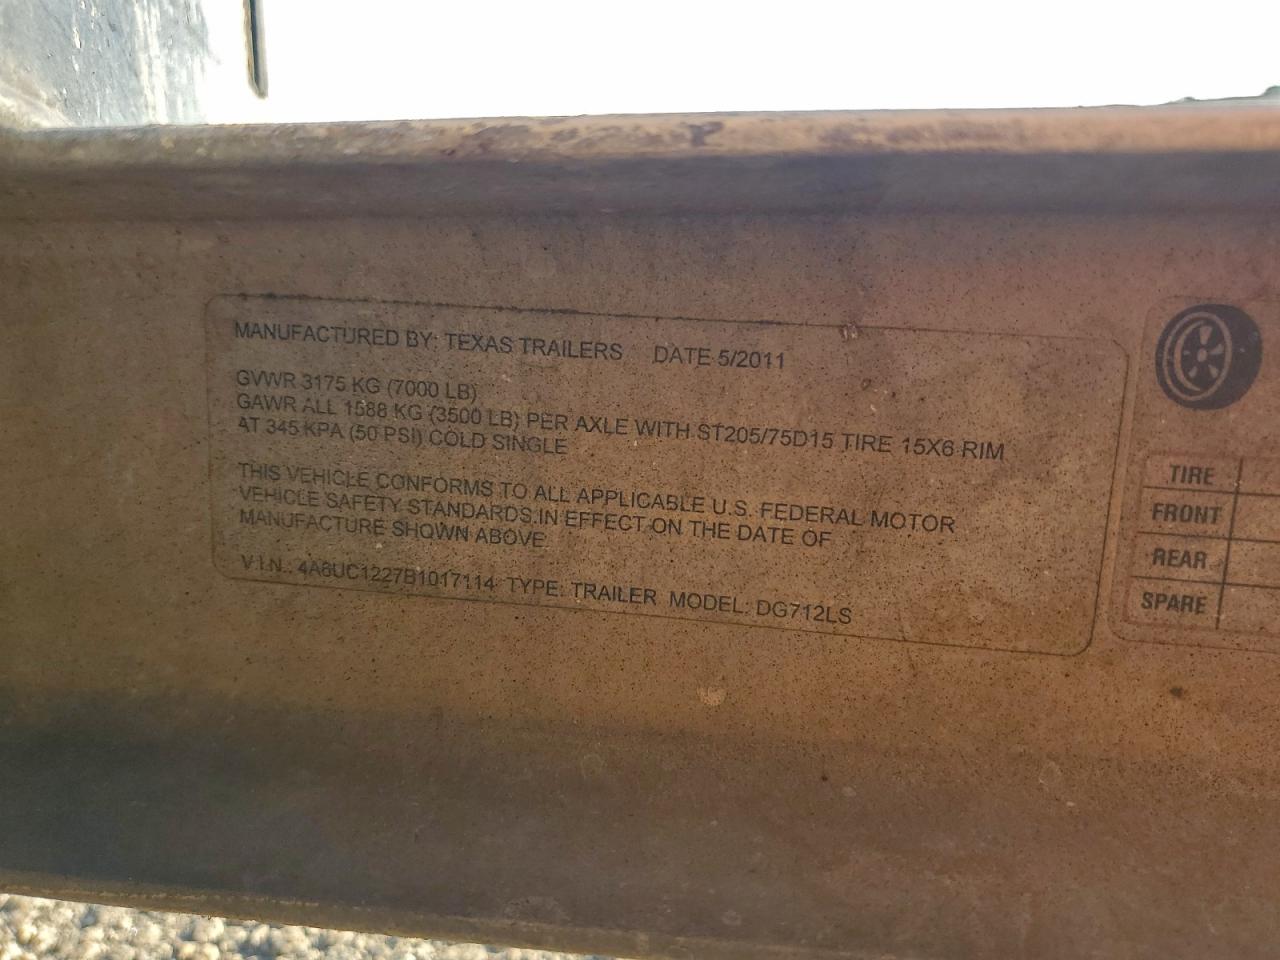 MANUFACTURED BY: TEXAS TRAILERS DATE 5/2011
GVWR 3175 KG (7000 LB)
GAWR ALL 1588 KG (3500 LB) PER AXLE WITH ST205/75D15 TIRE 15X6 RIM
AT 345 KPA (50 PSI) COLD SINGLE
THIS VEHICLE CONFORMS TO ALL APPLICABLE U.S. FEDERAL MOTOR
VEHICLE SAFETY STANDARDS IN EFFECT ON THE DATE OF
MANUFACTURE SHOWN ABOVE
V.I.N.: 4A8UC1227B1017114 TYPE: TRAILER MODEL: DG712LS
TIRE
FRONT
REAR
SPARE